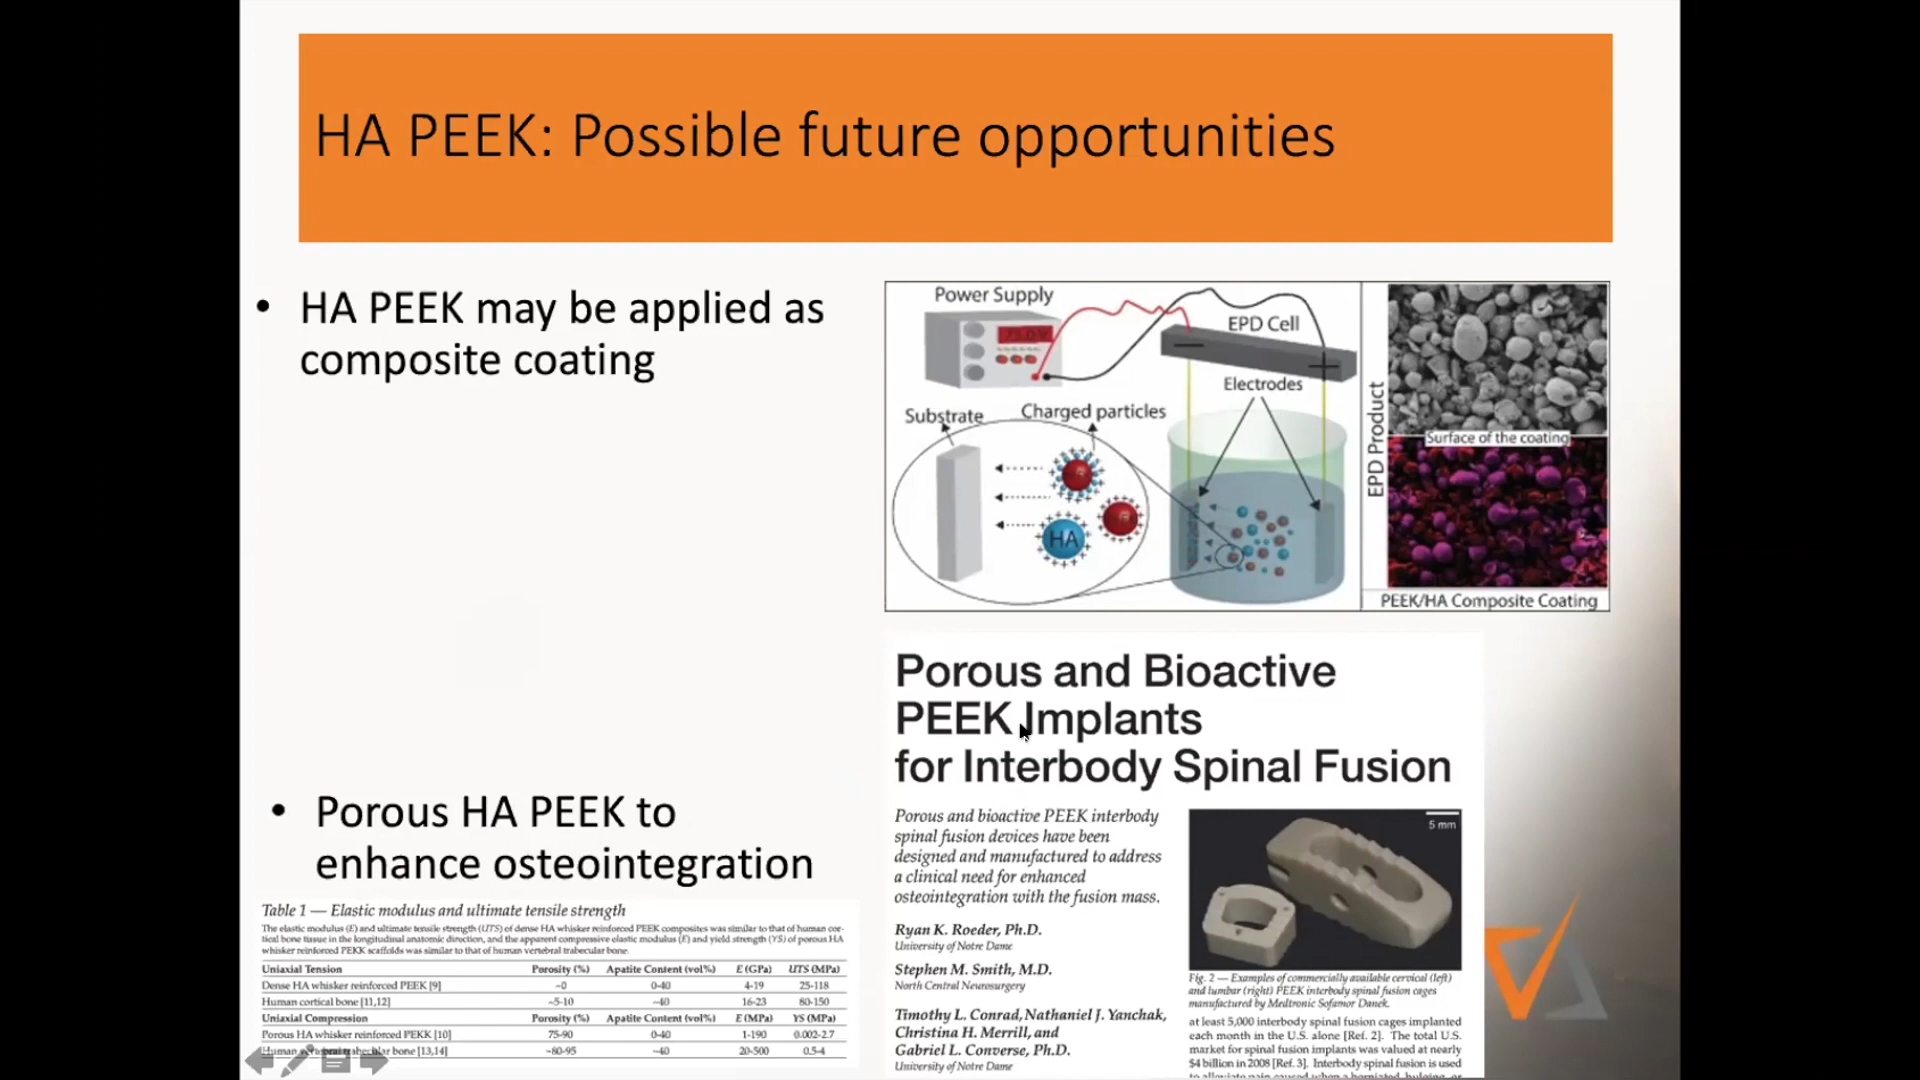 HA PEEK: Possible future opportunities
• HA PEEK may be applied as
composite coating
Power Supply
73.0 V
EPD Cell
Electrodes
Substrate
Charged particles
HA
EPD Product
Surface of the coating
PEEK/HA Composite Coating
• Porous HA PEEK to
enhance osteointegration
Table 1 — Elastic modulus and ultimate tensile strength
The elastic modulus (E) and ultimate tensile strength (UTS) of dense HA whisker reinforced PEEK composites was similar to that of human cor-
tical bone tissue in the longitudinal anatomic direction, and the apparent compressive elastic modulus (E) and yield strength (YS) of porous HA
whisker reinforced PEKK scaffolds was similar to that of human vertebral trabecular bone.
Uniaxial Tension Porosity (%) Apatite Content (vol%) E (GPa) UTS (MPa)
Dense HA whisker reinforced PEEK [9] ~0 0-40 4-19 25-118
Human cortical bone [11,12] ~5-10 ~40 16-23 80-150
Uniaxial Compression Porosity (%) Apatite Content (vol%) E (MPa) YS (MPa)
Porous HA whisker reinforced PEKK [10] 75-90 0-40 1-190 0.002-2.7
Human vertebral trabecular bone [13,14] ~80-95 ~40 20-500 0.5-4
Porous and Bioactive
PEEK Implants
for Interbody Spinal Fusion
Porous and bioactive PEEK interbody
spinal fusion devices have been
designed and manufactured to address
a clinical need for enhanced
osteointegration with the fusion mass.
Ryan K. Roeder, Ph.D.
University of Notre Dame
Stephen M. Smith, M.D.
North Central Neurosurgery
Timothy L. Conrad, Nathaniel J. Yanchak,
Christina H. Merrill, and
Gabriel L. Converse, Ph.D.
University of Notre Dame
5 mm
Fig. 2 — Examples of commercially available cervical (left)
and lumbar (right) PEEK interbody spinal fusion cages
manufactured by Medtronic Sofamor Danek.
at least 5,000 interbody spinal fusion cages implanted
each month in the U.S. alone [Ref. 2]. The total U.S.
market for spinal fusion implants was valued at nearly
$4 billion in 2008 [Ref. 3]. Interbody spinal fusion is used
to alleviate pain caused when a herniated, bulging, or